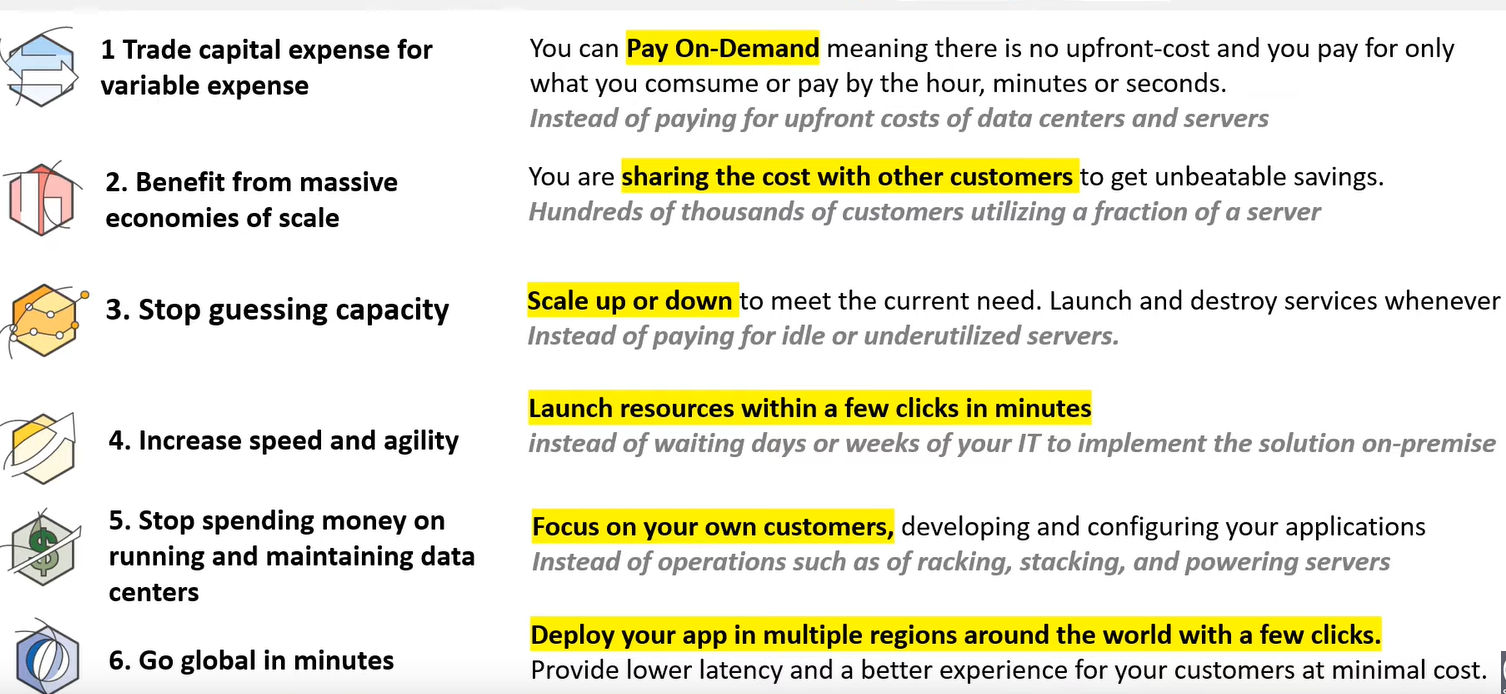 1 Trade capital expense for
variable expense
You can Pay On-Demand meaning there is no upfront-cost and you pay for only
what you comsume or pay by the hour, minutes or seconds.
Instead of paying for upfront costs of data centers and servers
2. Benefit from massive
economies of scale
You are sharing the cost with other customers to get unbeatable savings.
Hundreds of thousands of customers utilizing a fraction of a server
3. Stop guessing capacity
Scale up or down to meet the current need. Launch and destroy services whenever
Instead of paying for idle or underutilized servers.
4. Increase speed and agility
Launch resources within a few clicks in minutes
instead of waiting days or weeks of your IT to implement the solution on-premise
5. Stop spending money on
running and maintaining data
centers
Focus on your own customers, developing and configuring your applications
Instead of operations such as of racking, stacking, and powering servers
6. Go global in minutes
Deploy your app in multiple regions around the world with a few clicks.
Provide lower latency and a better experience for your customers at minimal cost.